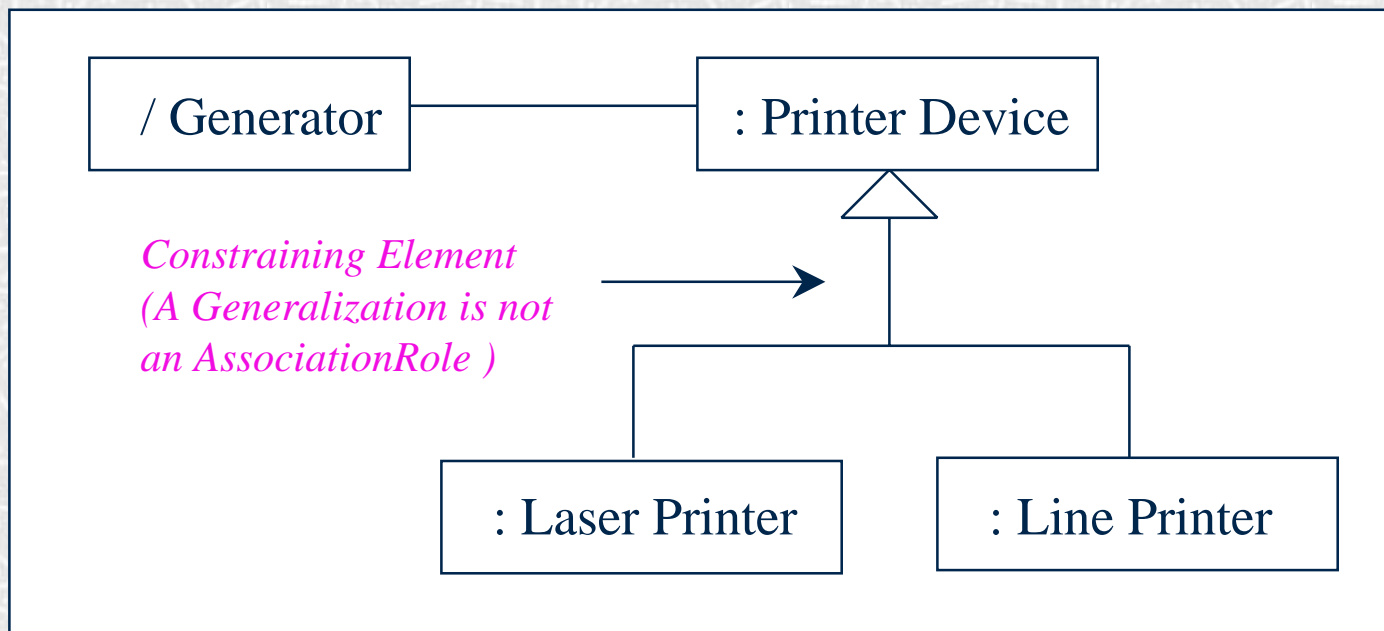 / Generator
: Printer Device
Constraining Element
(A Generalization is not
an AssociationRole )
: Laser Printer
: Line Printer